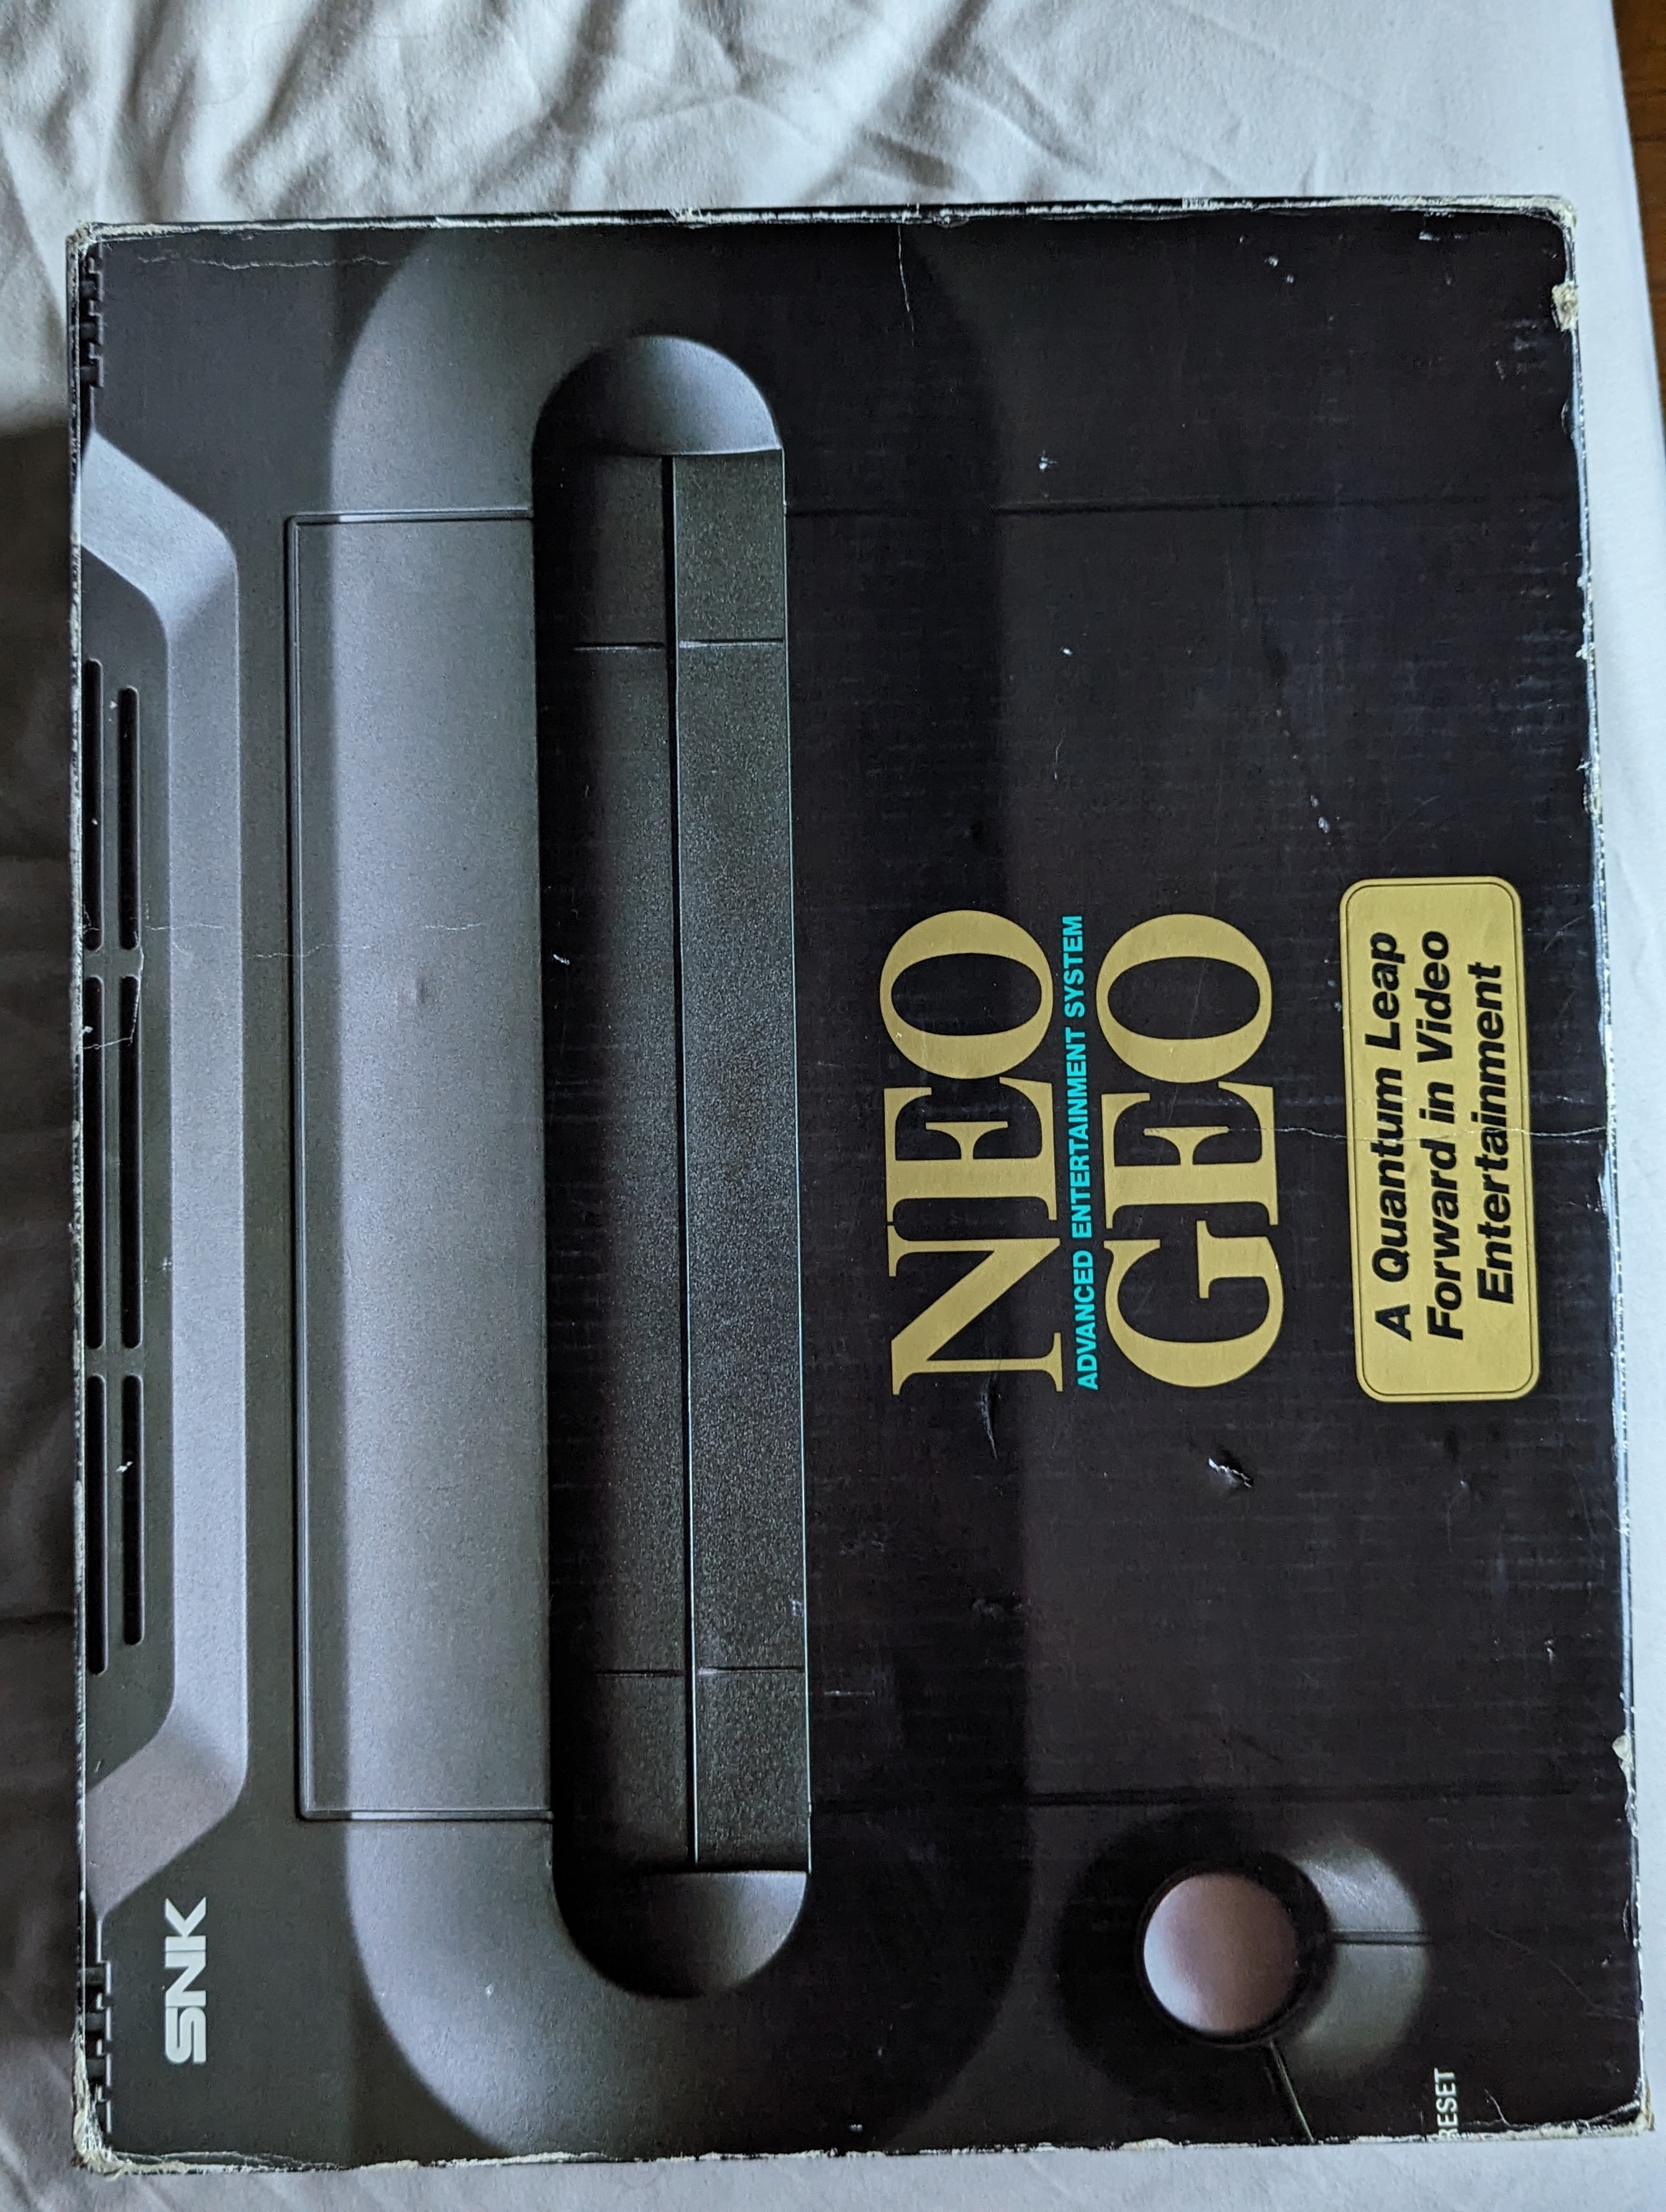 SNK
NEO
ADVANCED ENTERTAINMENT SYSTEM
GEO
A Quantum Leap
Forward in Video
Entertainment
RESET